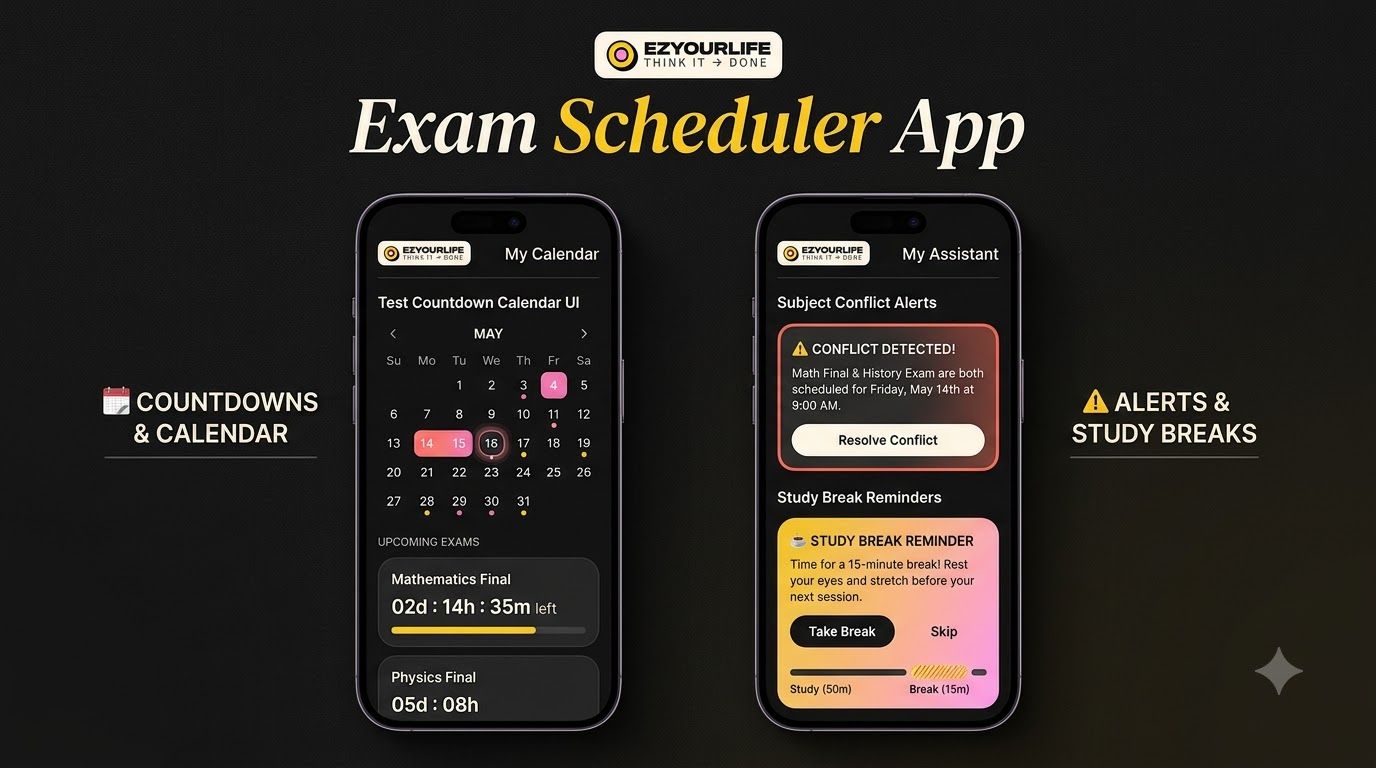 EZYOURLIFE
THINK IT → DONE
Exam Scheduler App
📅 COUNTDOWNS
& CALENDAR
EZYOURLIFE
THINK IT → DONE
My Calendar
Test Countdown Calendar UI
< MAY >
Su Mo Tu We Th Fr Sa
1 2 3 4 5
6 7 8 9 10 11 12
13 14 15 16 17 18 19
20 21 22 23 24 25 26
27 28 29 30 31
UPCOMING EXAMS
Mathematics Final
02d : 14h : 35m left
Physics Final
05d : 08h
EZYOURLIFE
THINK IT → DONE
My Assistant
Subject Conflict Alerts
⚠️ CONFLICT DETECTED!
Math Final & History Exam are both
scheduled for Friday, May 14th at
9:00 AM.
Resolve Conflict
Study Break Reminders
☕ STUDY BREAK REMINDER
Time for a 15-minute break! Rest
your eyes and stretch before your
next session.
Take Break Skip
Study (50m) Break (15m)
⚠️ ALERTS &
STUDY BREAKS